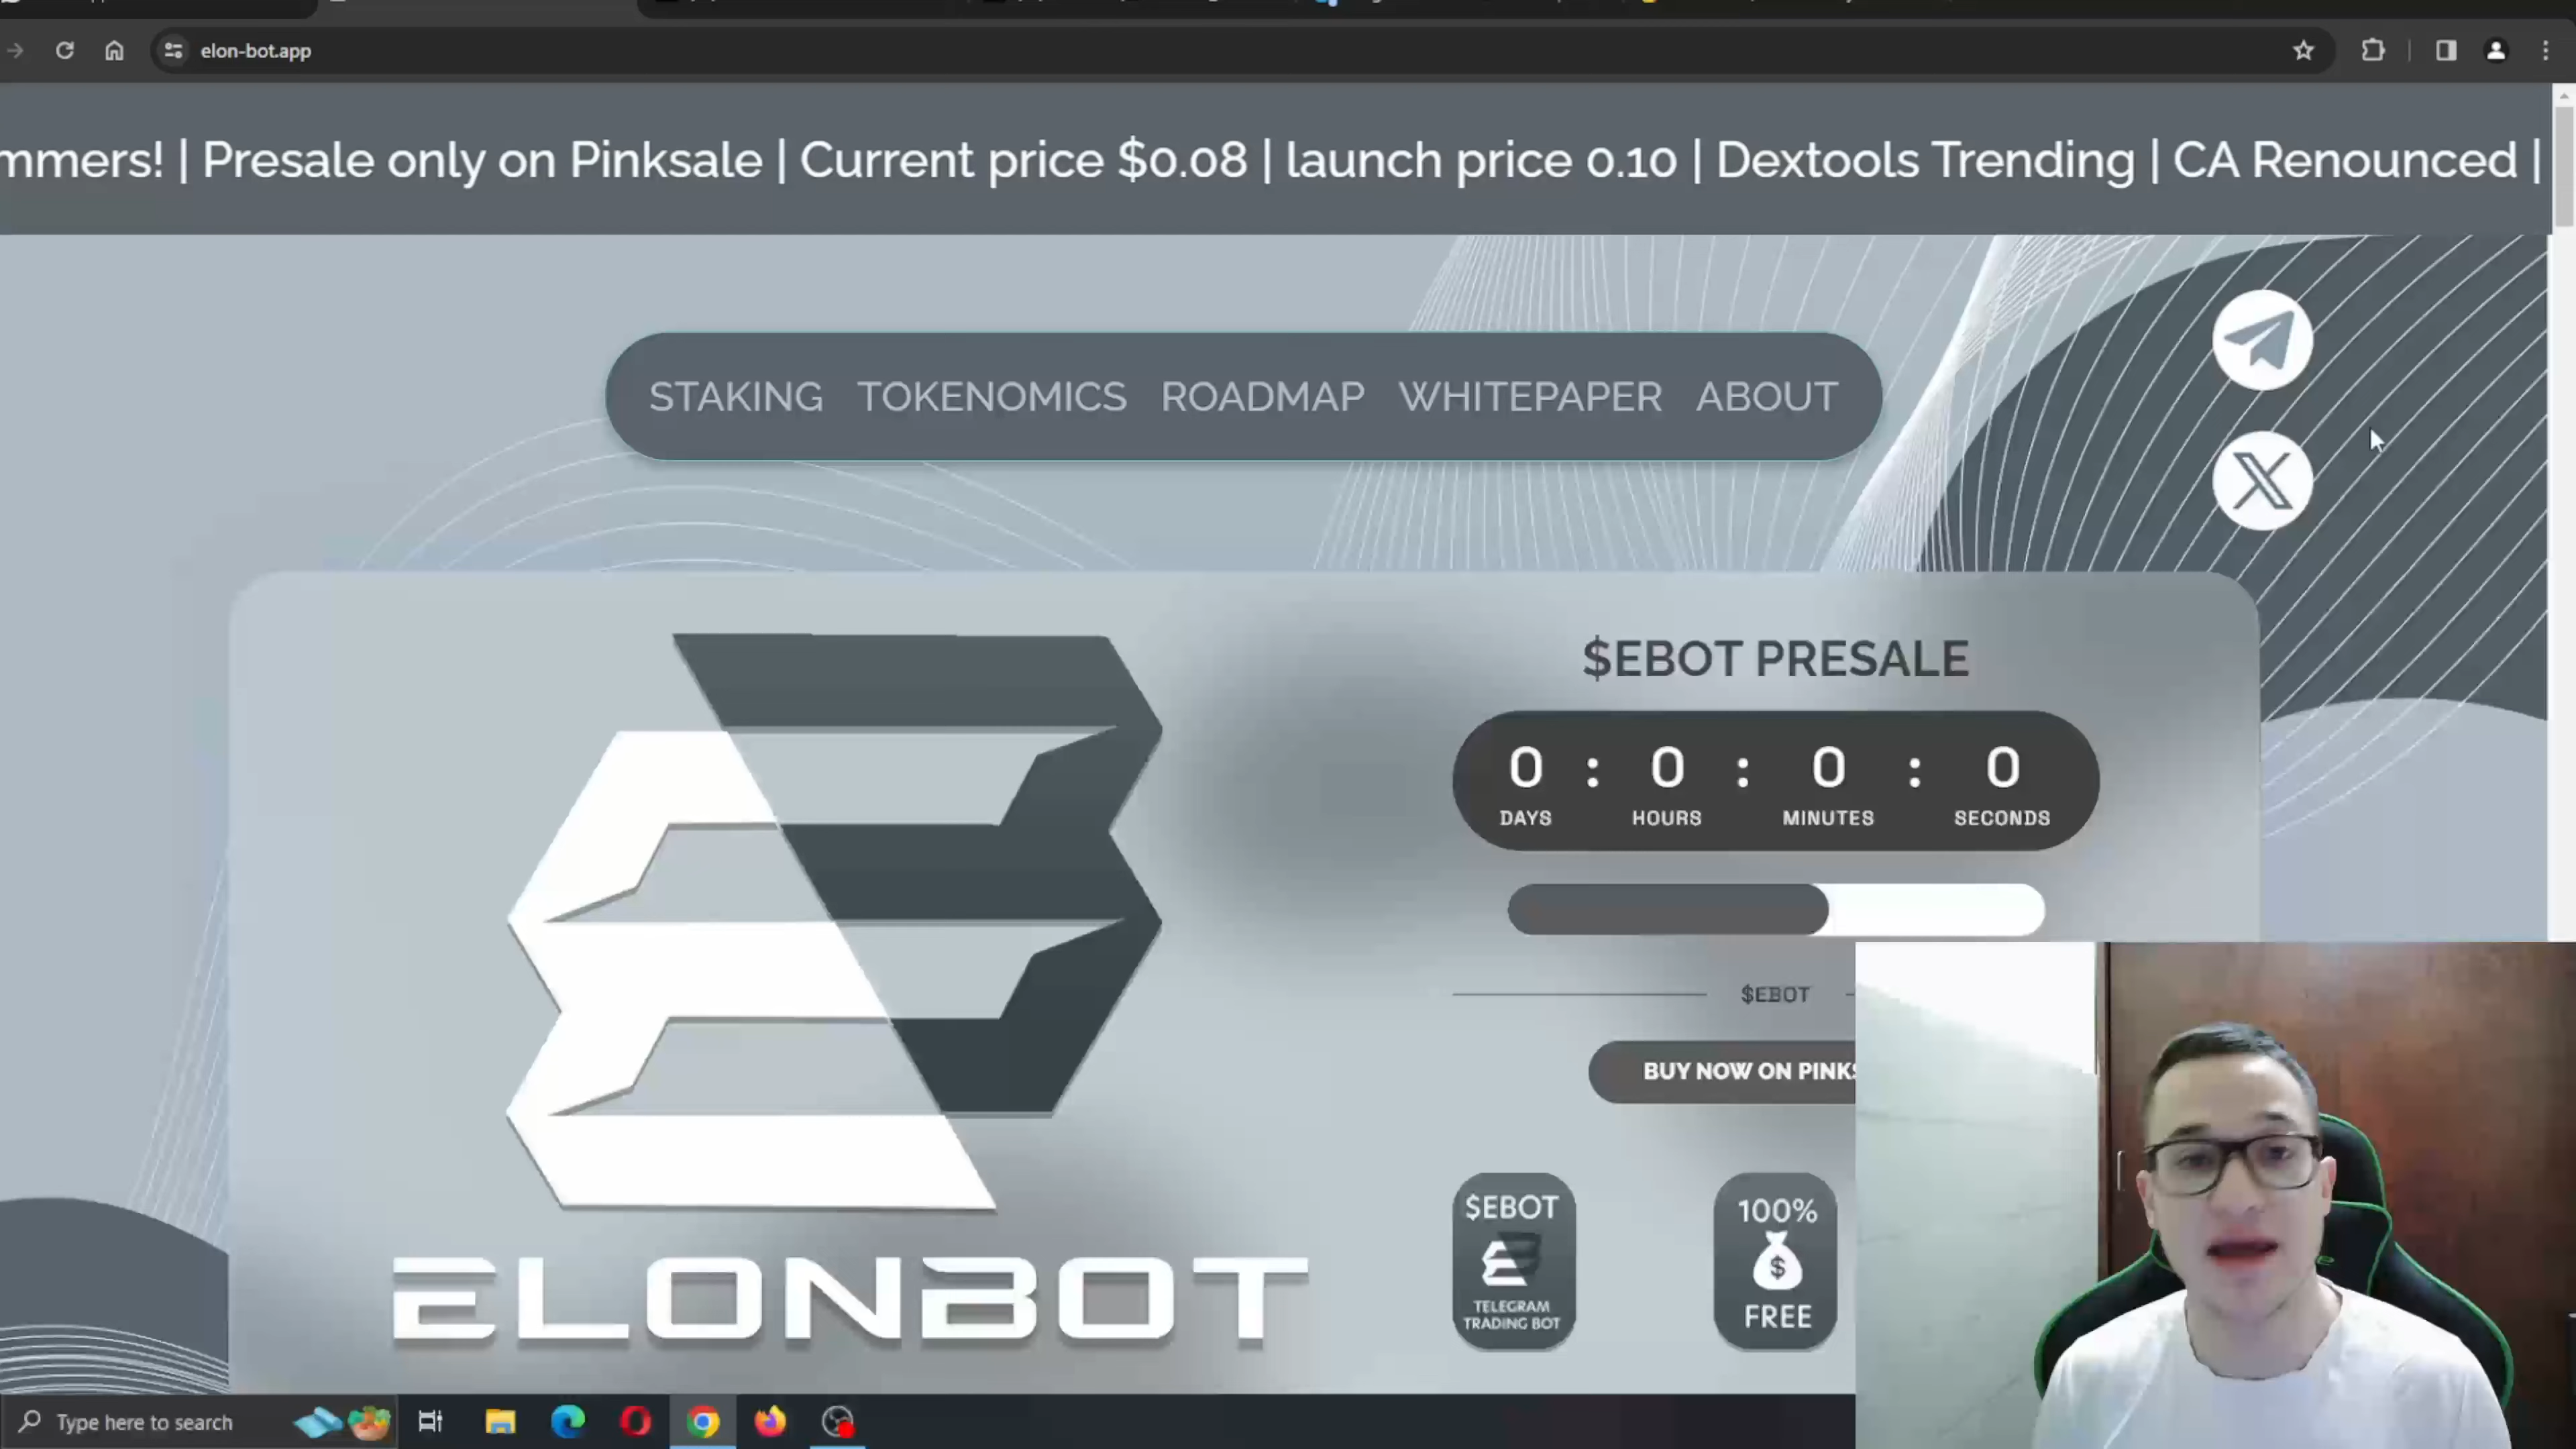 elon-bot.app
mmers! | Presale only on Pinksale | Current price $0.08 | launch price 0.10 | Dextools Trending | CA Renounced |
STAKING TOKENOMICS ROADMAP WHITEPAPER ABOUT
$EBOT PRESALE
0 : 0 : 0 : 0
DAYS HOURS MINUTES SECONDS
$EBOT
BUY NOW ON PINKS
$EBOT
TELEGRAM
TRADING BOT
100%
$
FREE
ELONBOT
Type here to search